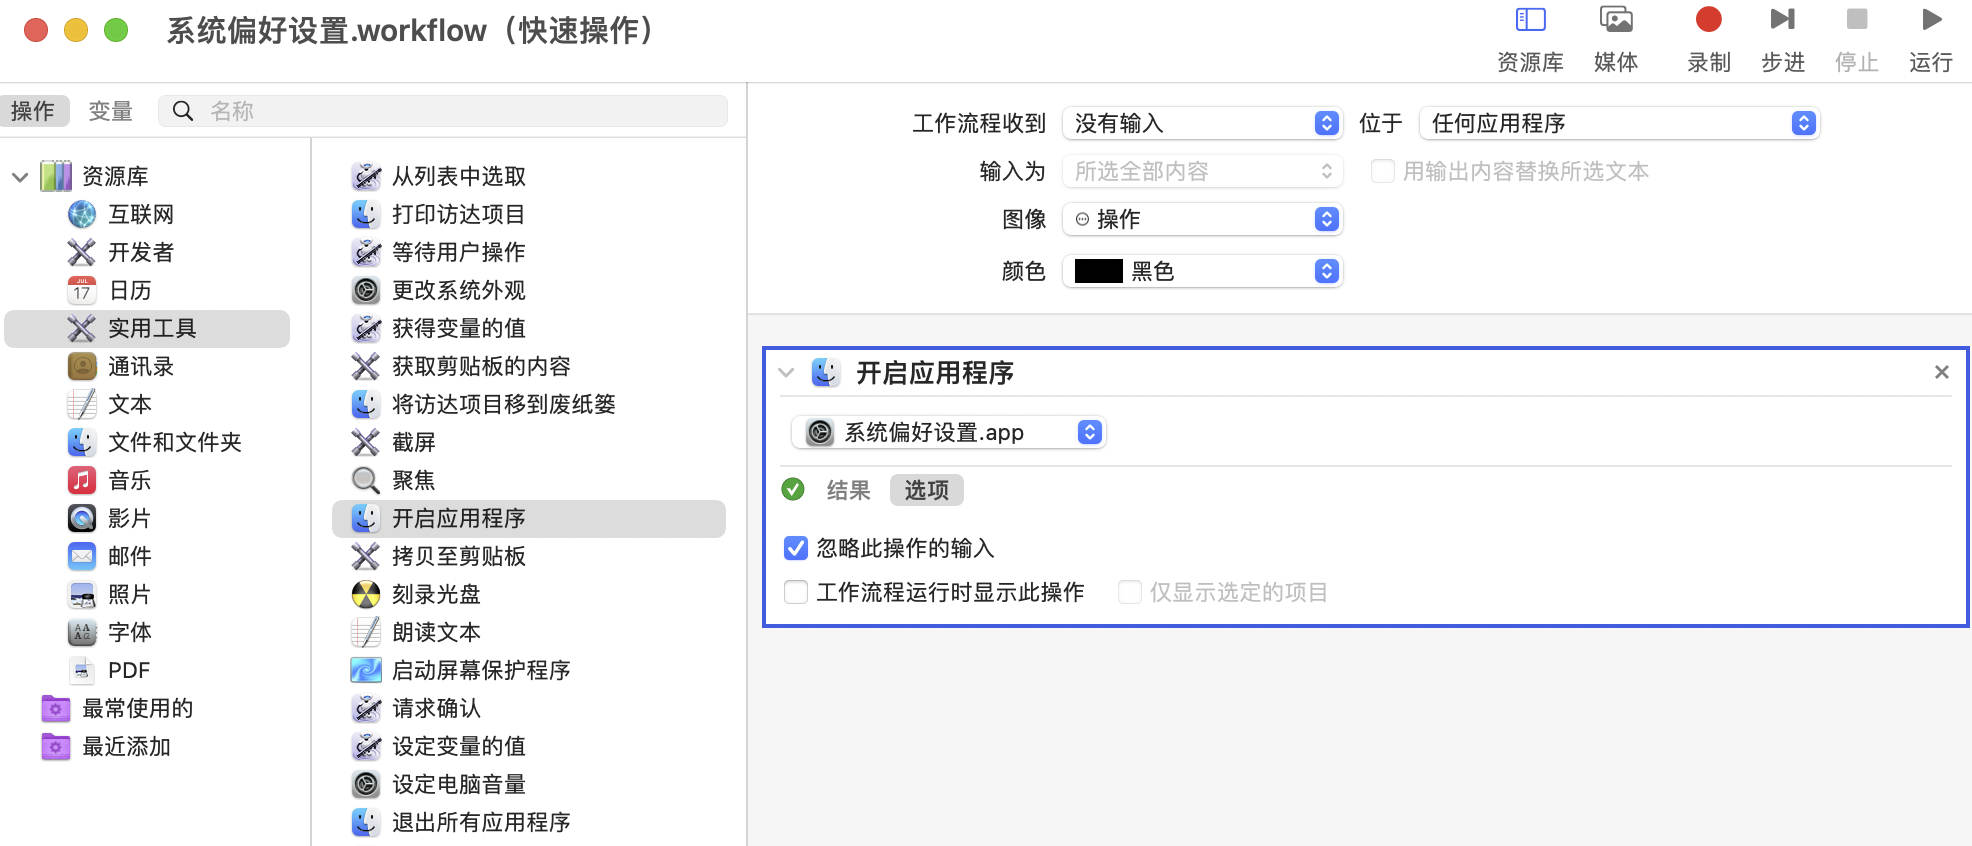 系统偏好设置.workflow（快速操作）
资源库
媒体
录制
步进
停止
运行
操作
变量
名称
资源库
互联网
开发者
JUL
17
日历
实用工具
通讯录
文本
文件和文件夹
音乐
影片
邮件
照片
字体
PDF
最常使用的
最近添加
从列表中选取
打印访达项目
等待用户操作
更改系统外观
获得变量的值
获取剪贴板的内容
将访达项目移到废纸篓
截屏
聚焦
开启应用程序
拷贝至剪贴板
刻录光盘
朗读文本
启动屏幕保护程序
请求确认
设定变量的值
设定电脑音量
退出所有应用程序
工作流程收到 没有输入 位于 任何应用程序
输入为 所选全部内容 用输出内容替换所选文本
图像 操作
颜色 黑色
开启应用程序
系统偏好设置.app
结果 选项
忽略此操作的输入
工作流程运行时显示此操作 仅显示选定的项目